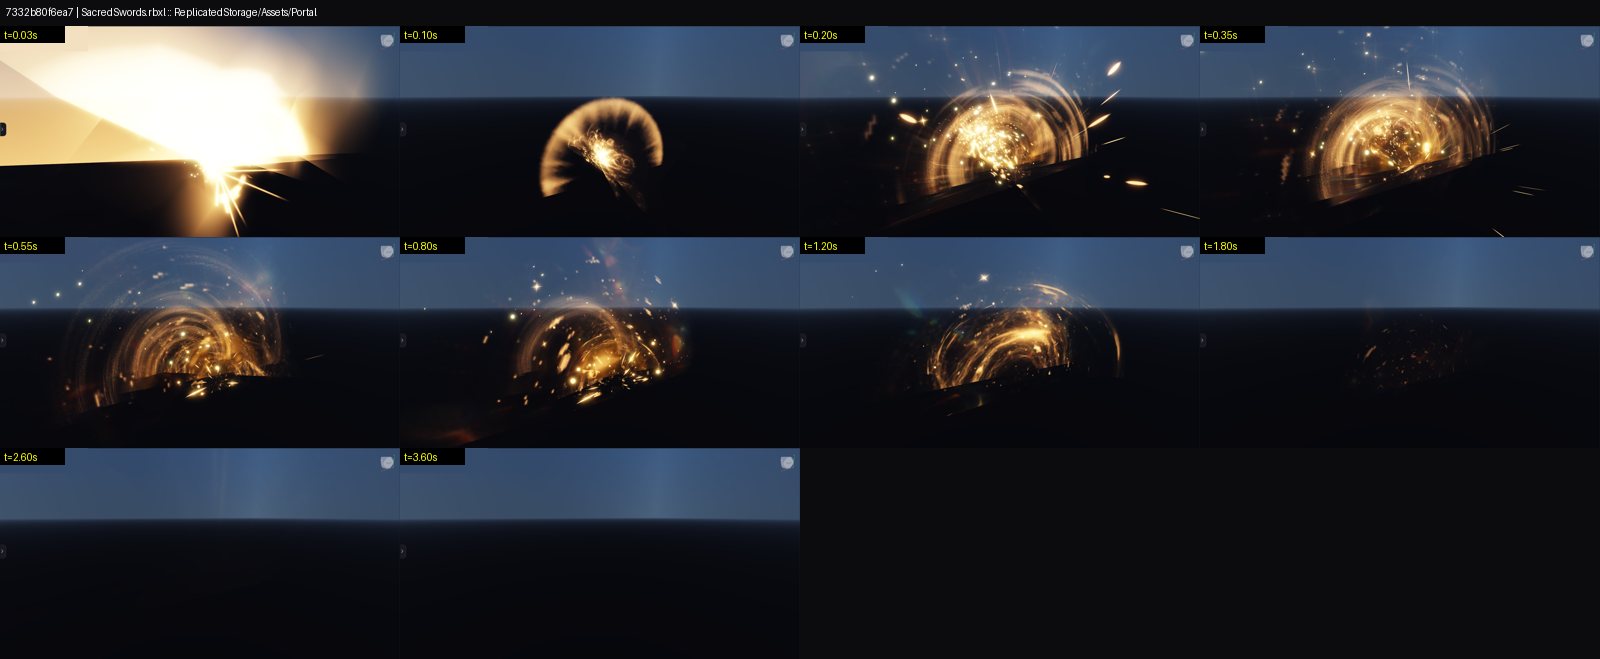 7332b80f6ea7 | SacredSwords.rbxl :: ReplicatedStorage/Assets/Portal
t=0.03s
t=0.10s
t=0.20s
t=0.35s
t=0.55s
t=0.80s
t=1.20s
t=1.80s
t=2.60s
t=3.60s